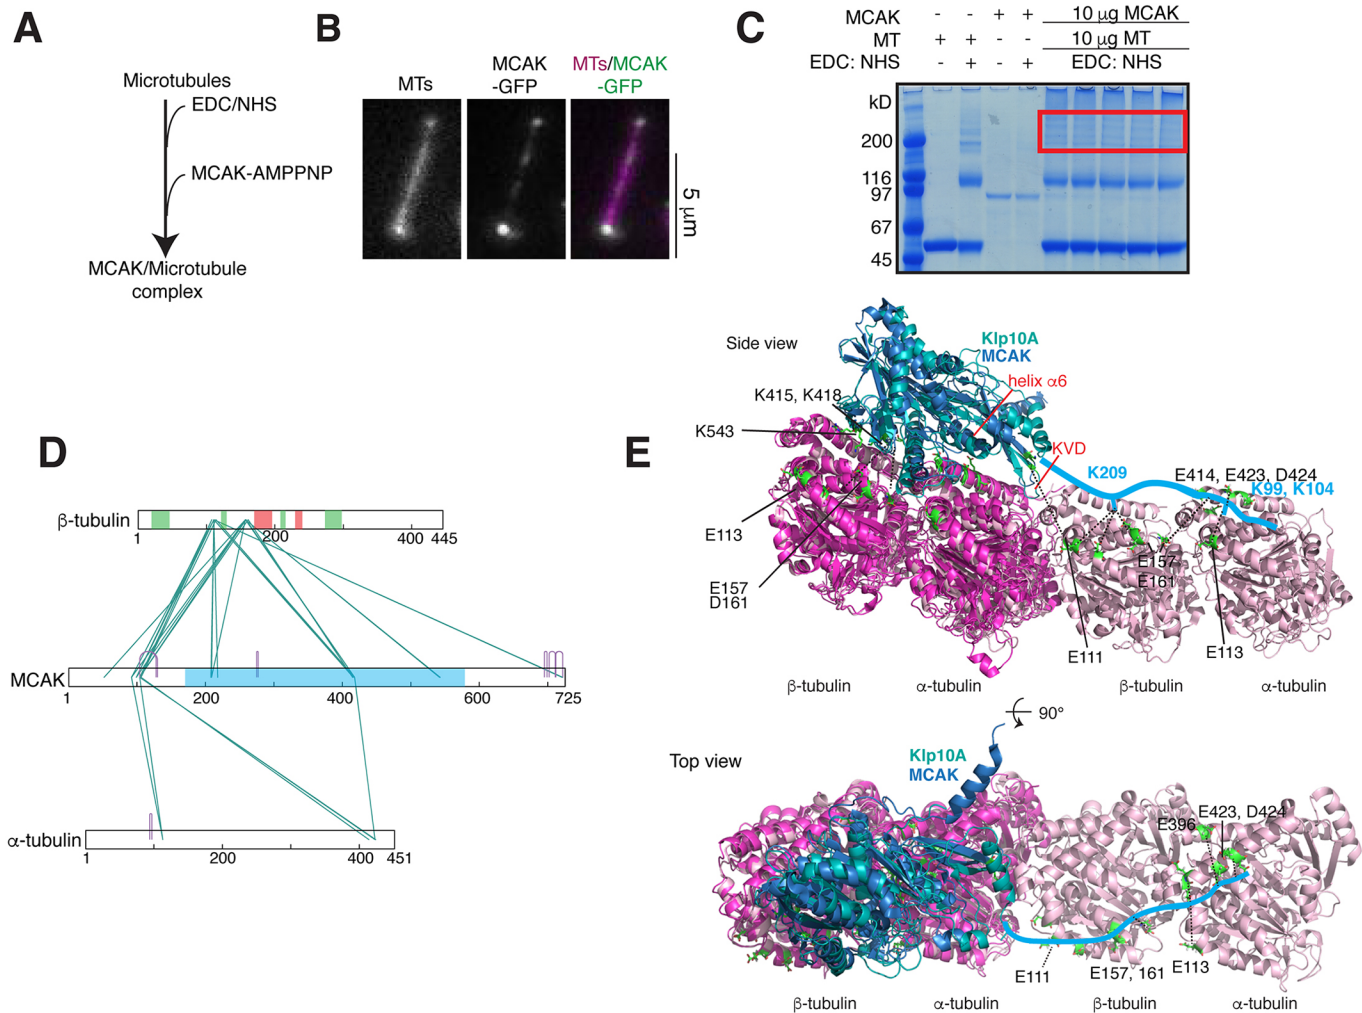 A
Microtubules
EDC/NHS
MCAK-AMPPNP
MCAK/Microtubule
complex
B
MTs
MCAK
-GFP
MTs/MCAK
-GFP
5 μm
C
MCAK - - + + 10 μg MCAK
MT + + - - 10 μg MT
EDC: NHS - + - + EDC: NHS
kD
200
116
97
67
45
D
β-tubulin
1 200 400 445
MCAK
1 200 400 600 725
α-tubulin
1 200 400 451
E
Side view
Klp10A
MCAK
helix α6
K415, K418
K543
KVD
K209
E414, E423, D424
K99, K104
E113
E157
D161
E157
E161
E111
E113
β-tubulin α-tubulin β-tubulin α-tubulin
90°
Top view
Klp10A
MCAK
E423, D424
E396
E111
E157, 161
E113
β-tubulin α-tubulin β-tubulin α-tubulin